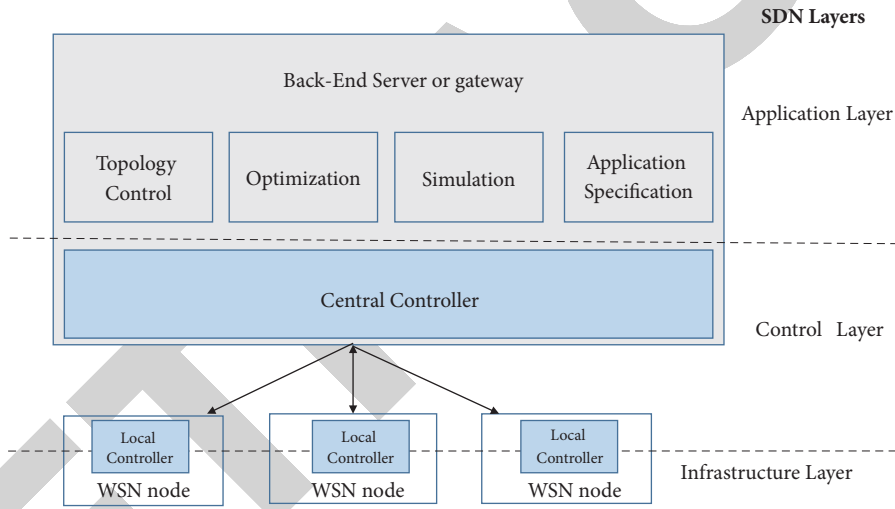 SDN Layers
Back-End Server or gateway
Application Layer
Topology
Control
Optimization
Simulation
Application
Specification
Central Controller
Control Layer
Local
Controller
WSN node
Local
Controller
WSN node
Local
Controller
WSN node
Infrastructure Layer